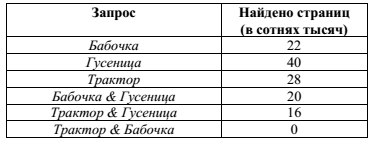 Запрос Найдено страниц
(в сотнях тысяч)
Бабочка 22
Гусеница 40
Трактор 28
Бабочка & Гусеница 20
Трактор & Гусеница 16
Трактор & Бабочка 0